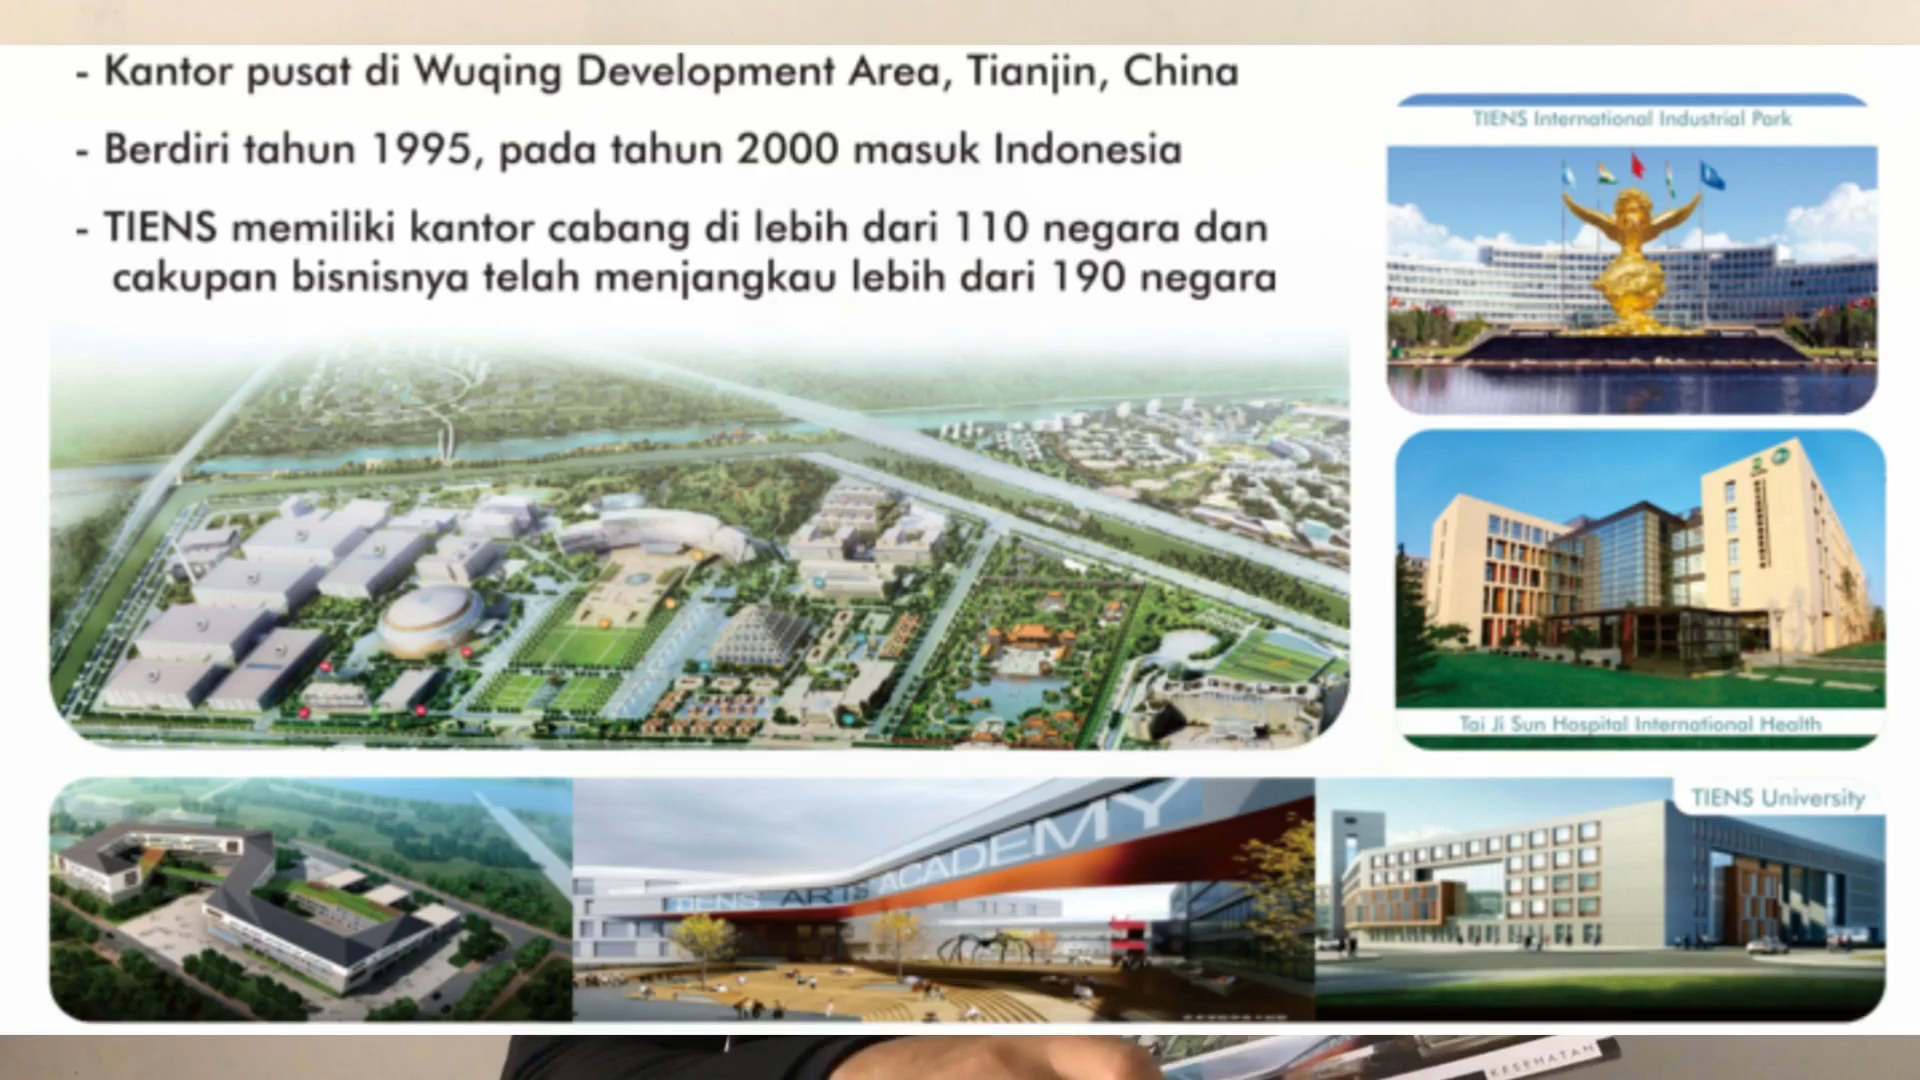 - Kantor pusat di Wuqing Development Area, Tianjin, China
- Berdiri tahun 1995, pada tahun 2000 masuk Indonesia
- TIENS memiliki kantor cabang di lebih dari 110 negara dan
cakupan bisnisnya telah menjangkau lebih dari 190 negara
TIENS International Industrial Park
Tai Ji Sun Hospital International Health
TIENS University
TIENS ARTS ACADEMY
KESEHATAN